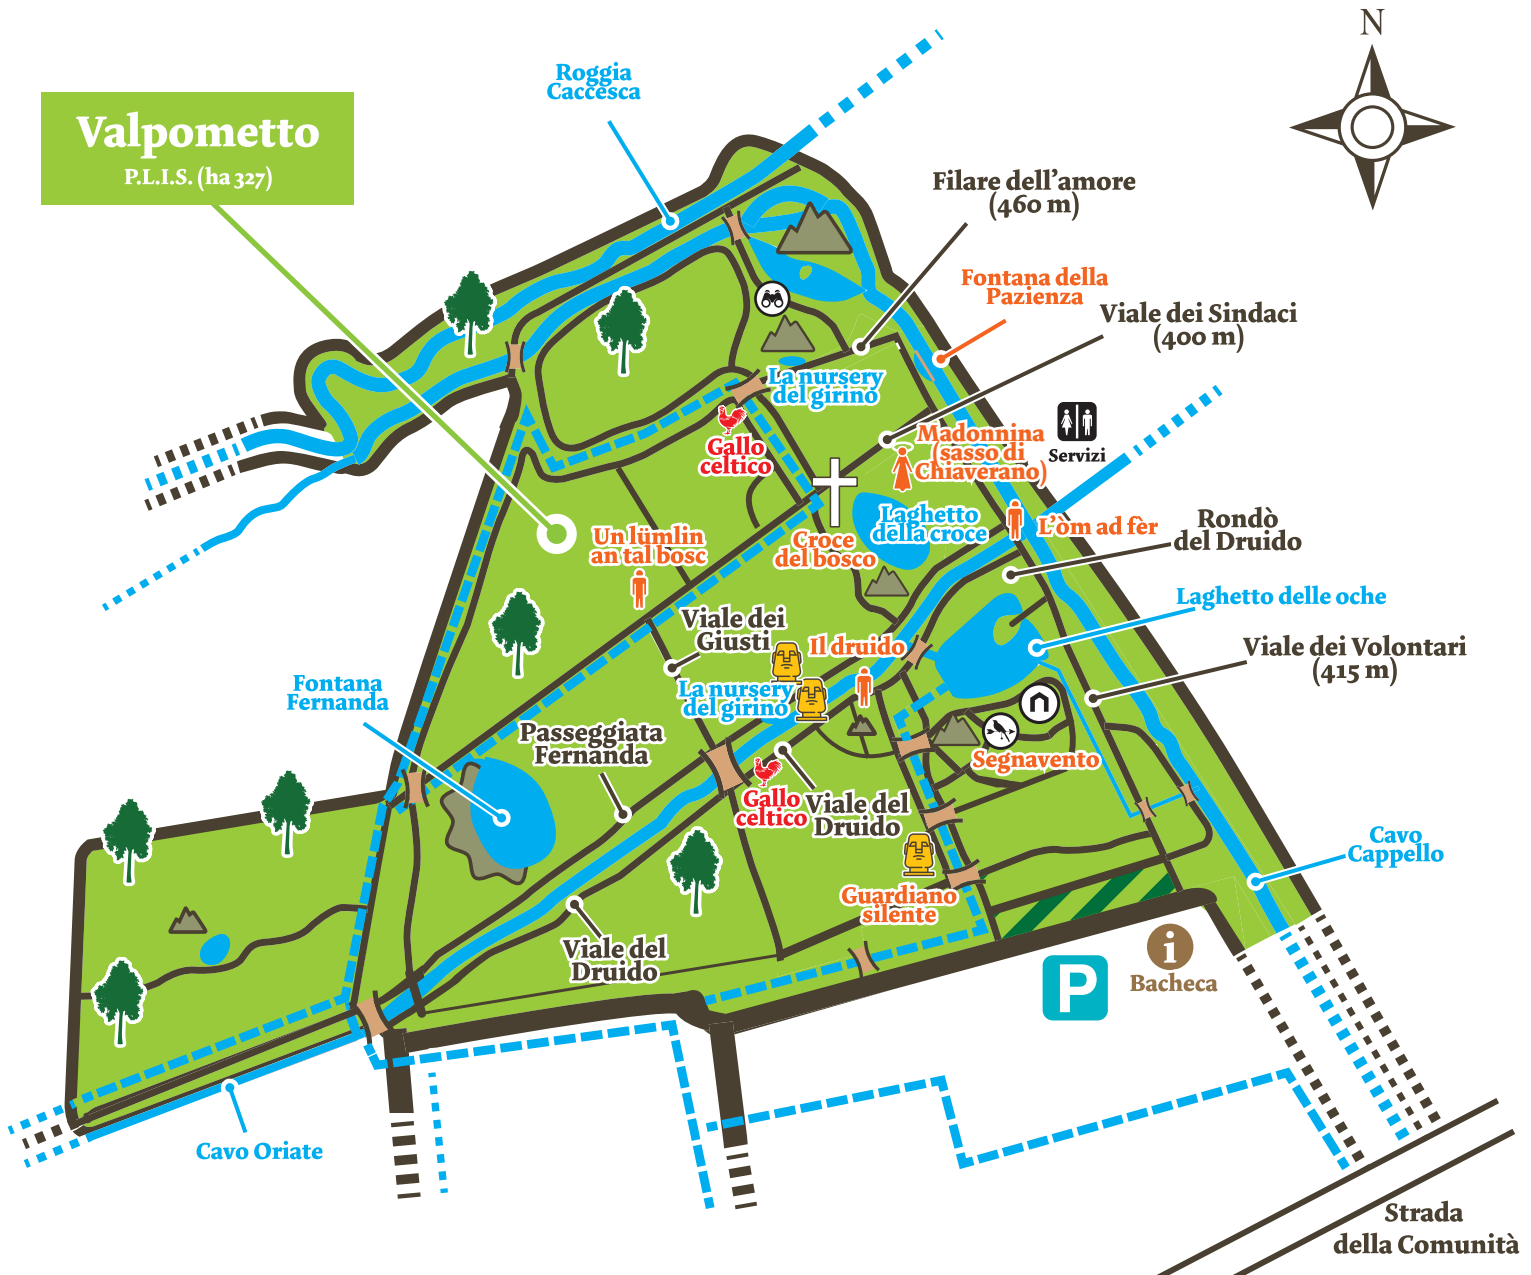 N
Roggia
Caccesca
Valpometto
P.L.I.S. (ha 327)
Filare dell'amore
(460 m)
Fontana della
Pazienza
Viale dei Sindaci
(400 m)
La nursery
del girino
Gallo
celtico
Madonnina
(sasso di
Chiaverano)
Servizi
Laghetto
della croce
L'òm ad fèr
Rondò
del Druido
Un lümlin
an tal bosc
Croce
del bosco
Laghetto delle oche
Viale dei
Giusti
Il druido
Viale dei Volontari
(415 m)
Fontana
Fernanda
La nursery
del girino
Passeggiata
Fernanda
Segnavento
Gallo
celtico
Viale del
Druido
Cavo
Cappello
Guardiano
silente
Viale del
Druido
i
Bacheca
P
Cavo Oriate
Strada
della Comunità